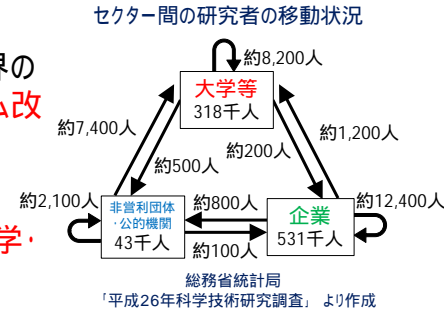 セクター間の研究者の移動状況
界の
ム改
学・
約8,200人
大学等
318千人
約7,400人
約1,200人
約500人
約200人
約2,100人
非営利団体
・公的機関
43千人
約800人
約100人
企業
531千人
約12,400人
総務省統計局
「平成26年科学技術研究調査」 より作成